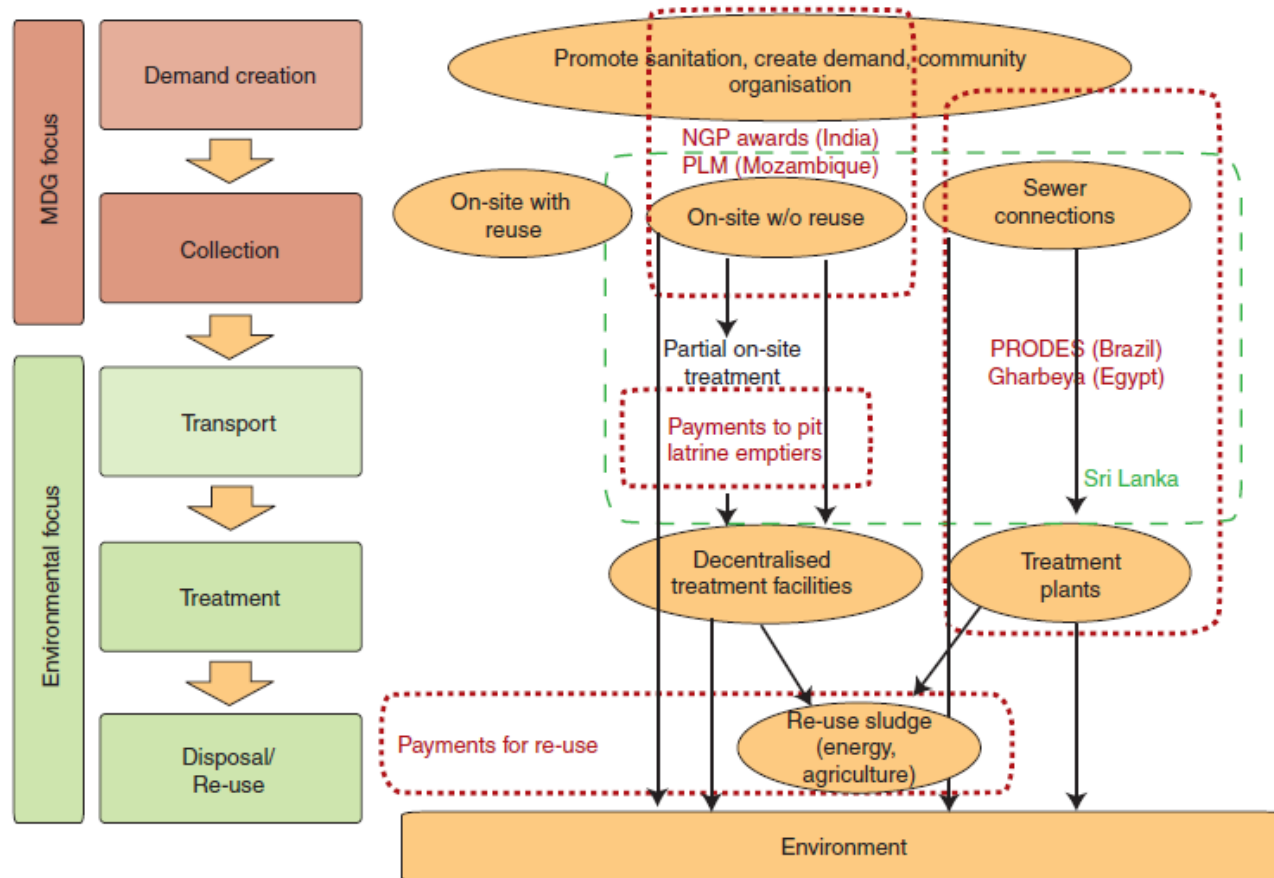 MDG focus
Demand creation
Collection
Environmental focus
Transport
Treatment
Disposal/
Re-use
Promote sanitation, create demand, community
organisation
NGP awards (India)
PLM (Mozambique)
On-site with
reuse
On-site w/o reuse
Sewer
connections
Partial on-site
treatment
PRODES (Brazil)
Gharbeya (Egypt)
Payments to pit
latrine emptiers
Sri Lanka
Decentralised
treatment facilities
Treatment
plants
Payments for re-use
Re-use sludge
(energy,
agriculture)
Environment